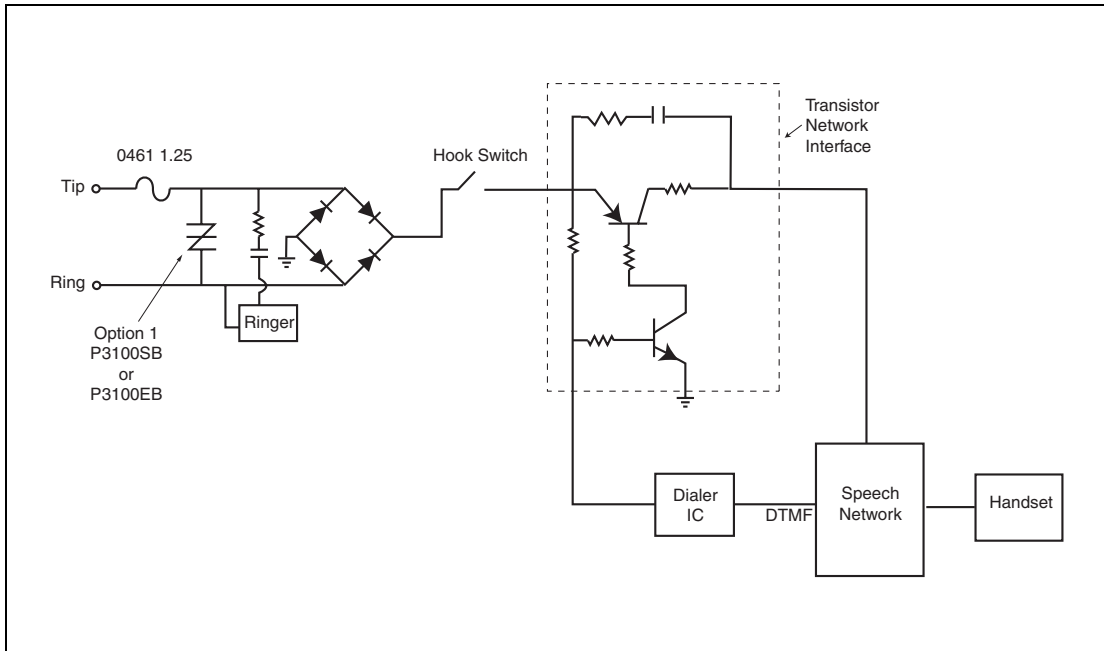 0461 1.25
Tip
Ring
Option 1
P3100SB
or
P3100EB
Ringer
Hook Switch
Transistor
Network
Interface
Dialer
IC
DTMF
Speech
Network
Handset